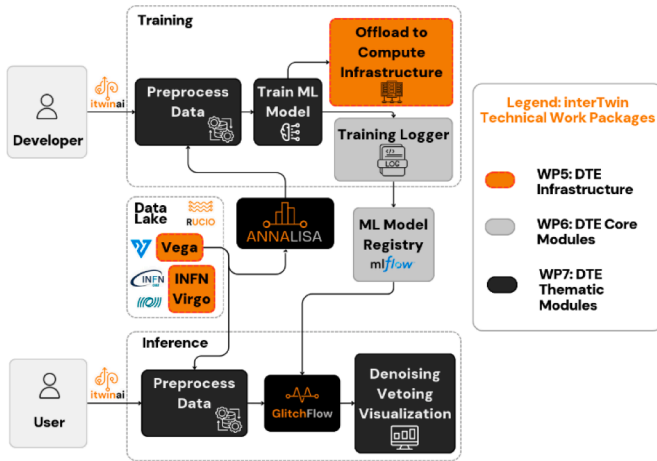 Training
Offload to
Compute
Infrastructure
Developer
itwinai
Preprocess
Data
Train ML
Model
Training Logger
LOG
Legend: interTwin
Technical Work Packages
WP5: DTE
Infrastructure
WP6: DTE Core
Modules
WP7: DTE
Thematic
Modules
Data
Lake
RUCIO
Vega
INFN
INFN
Virgo
ANNALISA
ML Model
Registry
mlflow
Inference
User
itwinai
Preprocess
Data
GlitchFlow
Denoising
Vetoing
Visualization